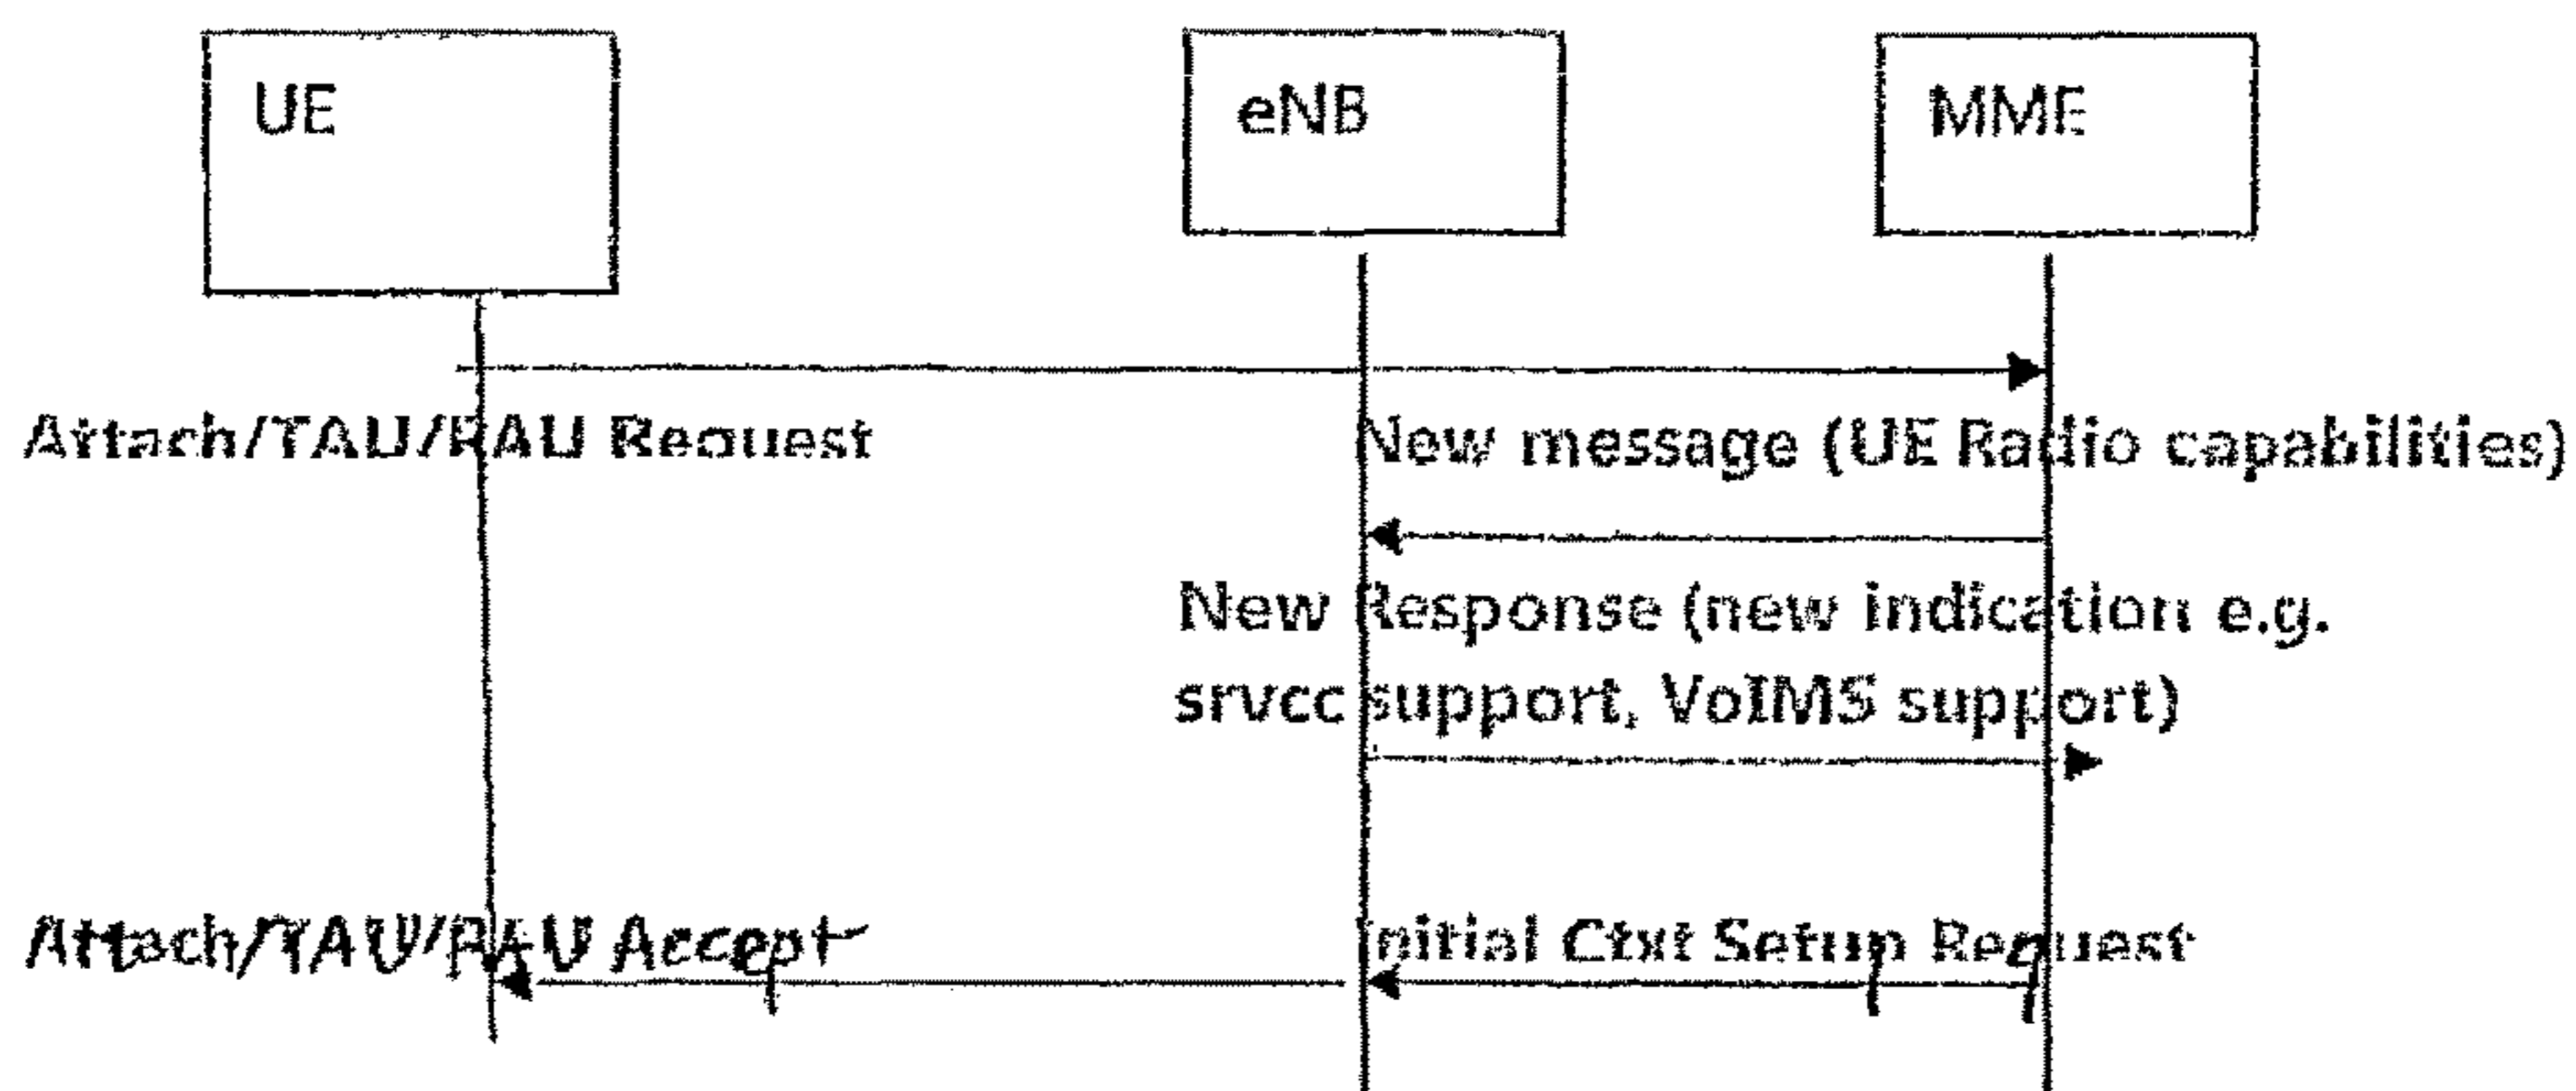 UE
eNB
MME
Attach/TAU/RAU Request
New message (UE Radio capabilities)
New Response (new indication e.g.
srvcc support, VoIMS support)
Attach/TAU/RAU Accept
Initial Ctxt Setup Request